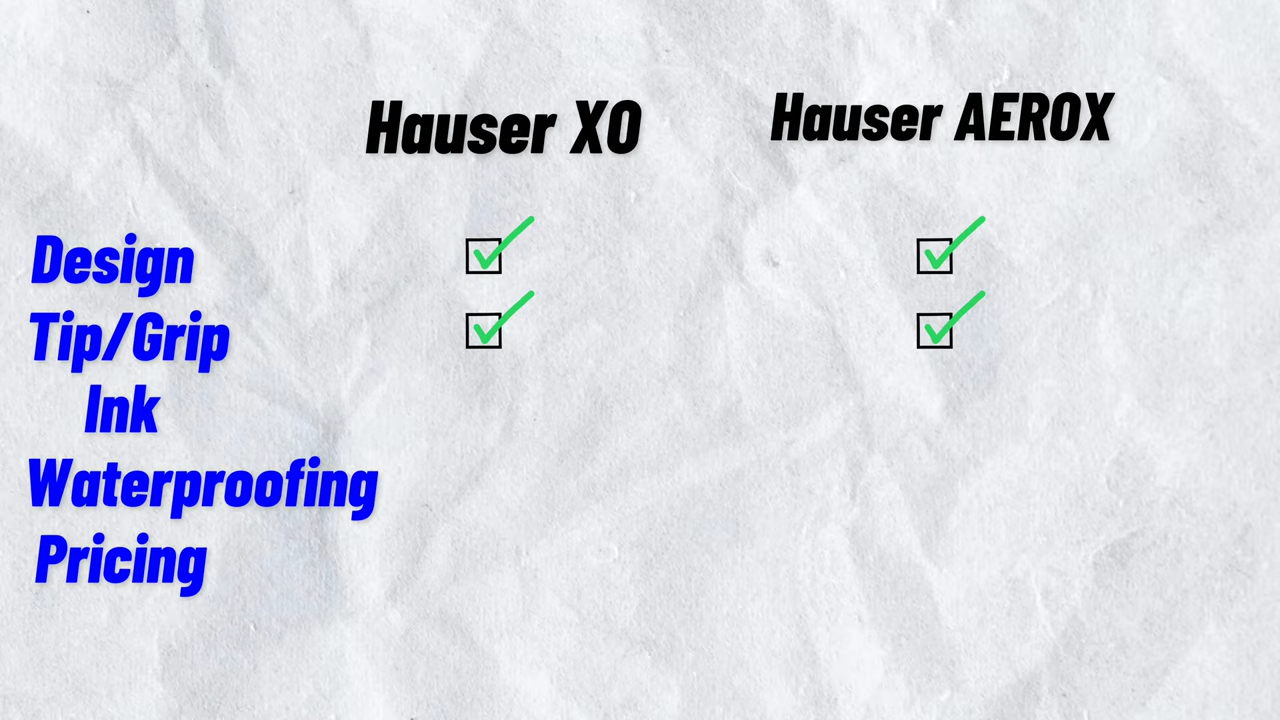 Hauser XO
Hauser AEROX
Design
Tip/Grip
Ink
Waterproofing
Pricing